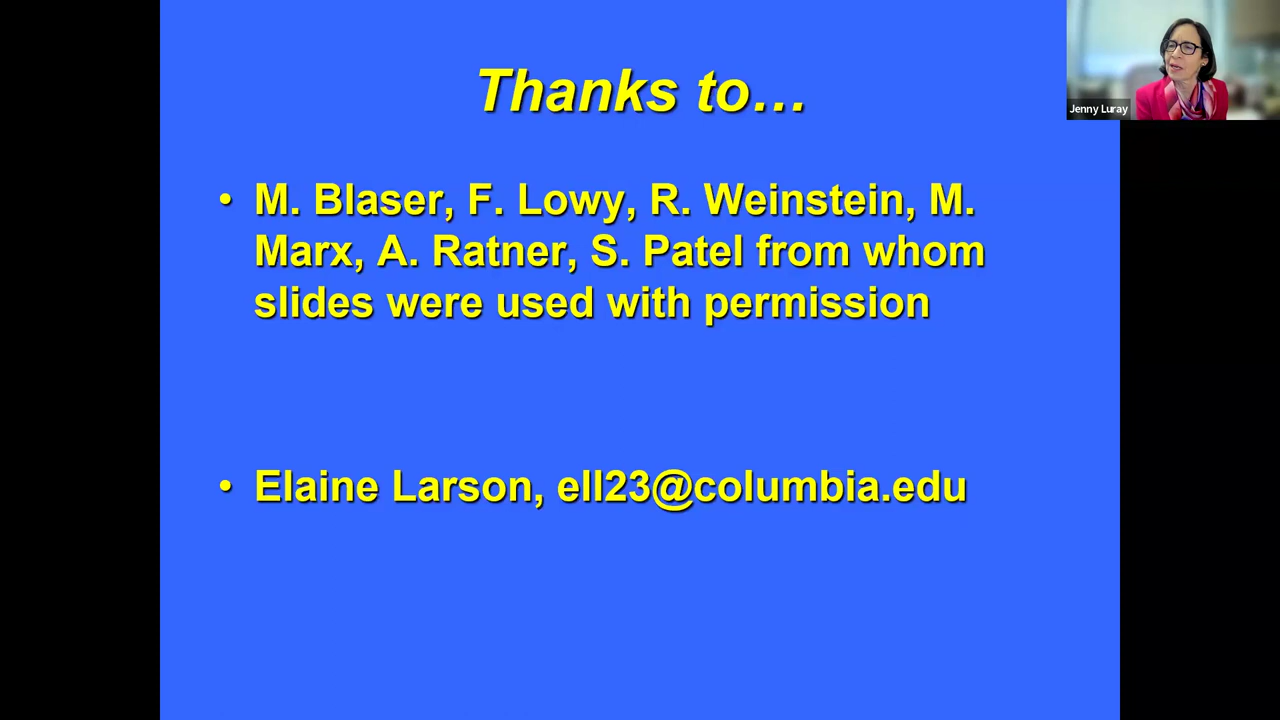 Thanks to…
• M. Blaser, F. Lowy, R. Weinstein, M.
Marx, A. Ratner, S. Patel from whom
slides were used with permission
• Elaine Larson, ell23@columbia.edu
Jenny Luray